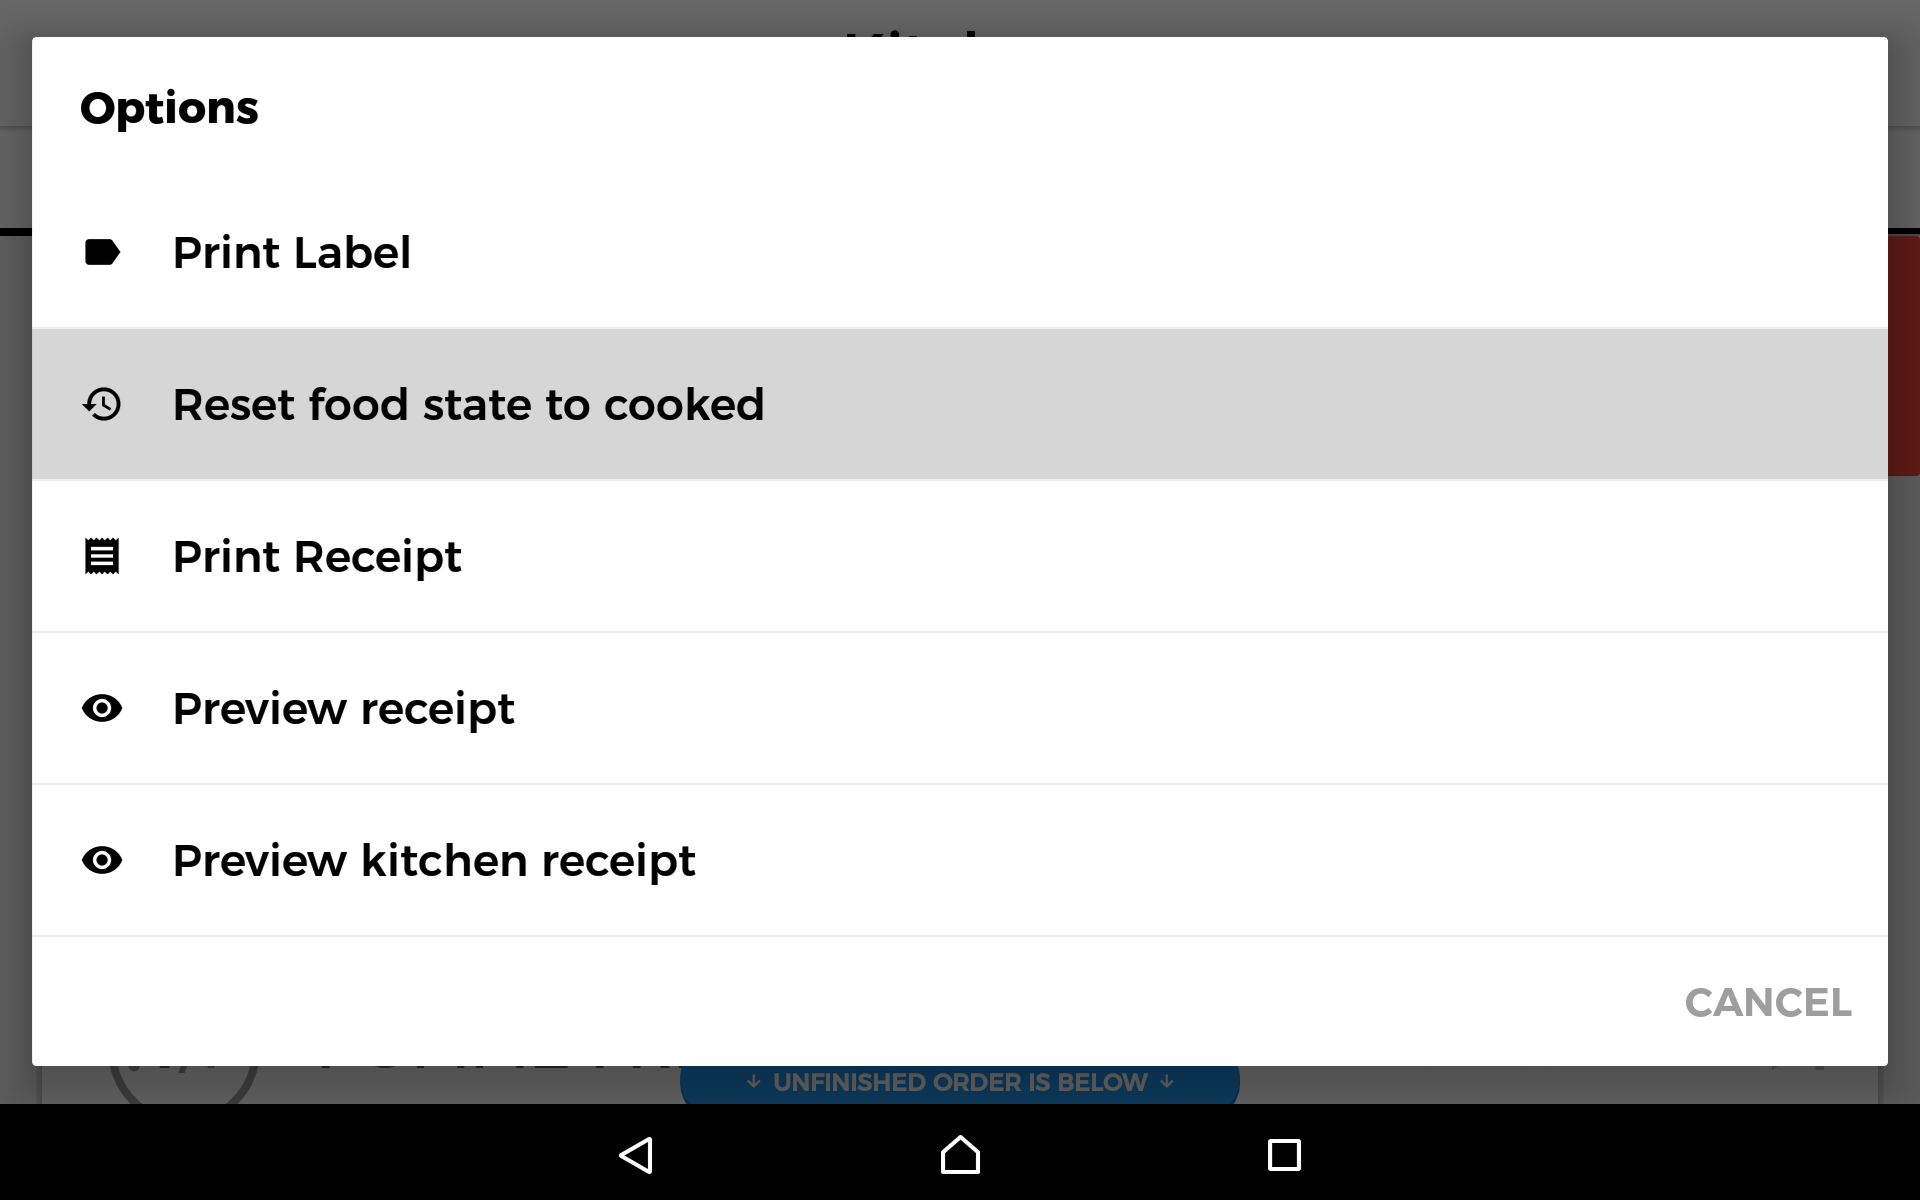 Options
Print Label
Reset food state to cooked
Print Receipt
Preview receipt
Preview kitchen receipt
CANCEL
UNFINISHED ORDER IS BELOW